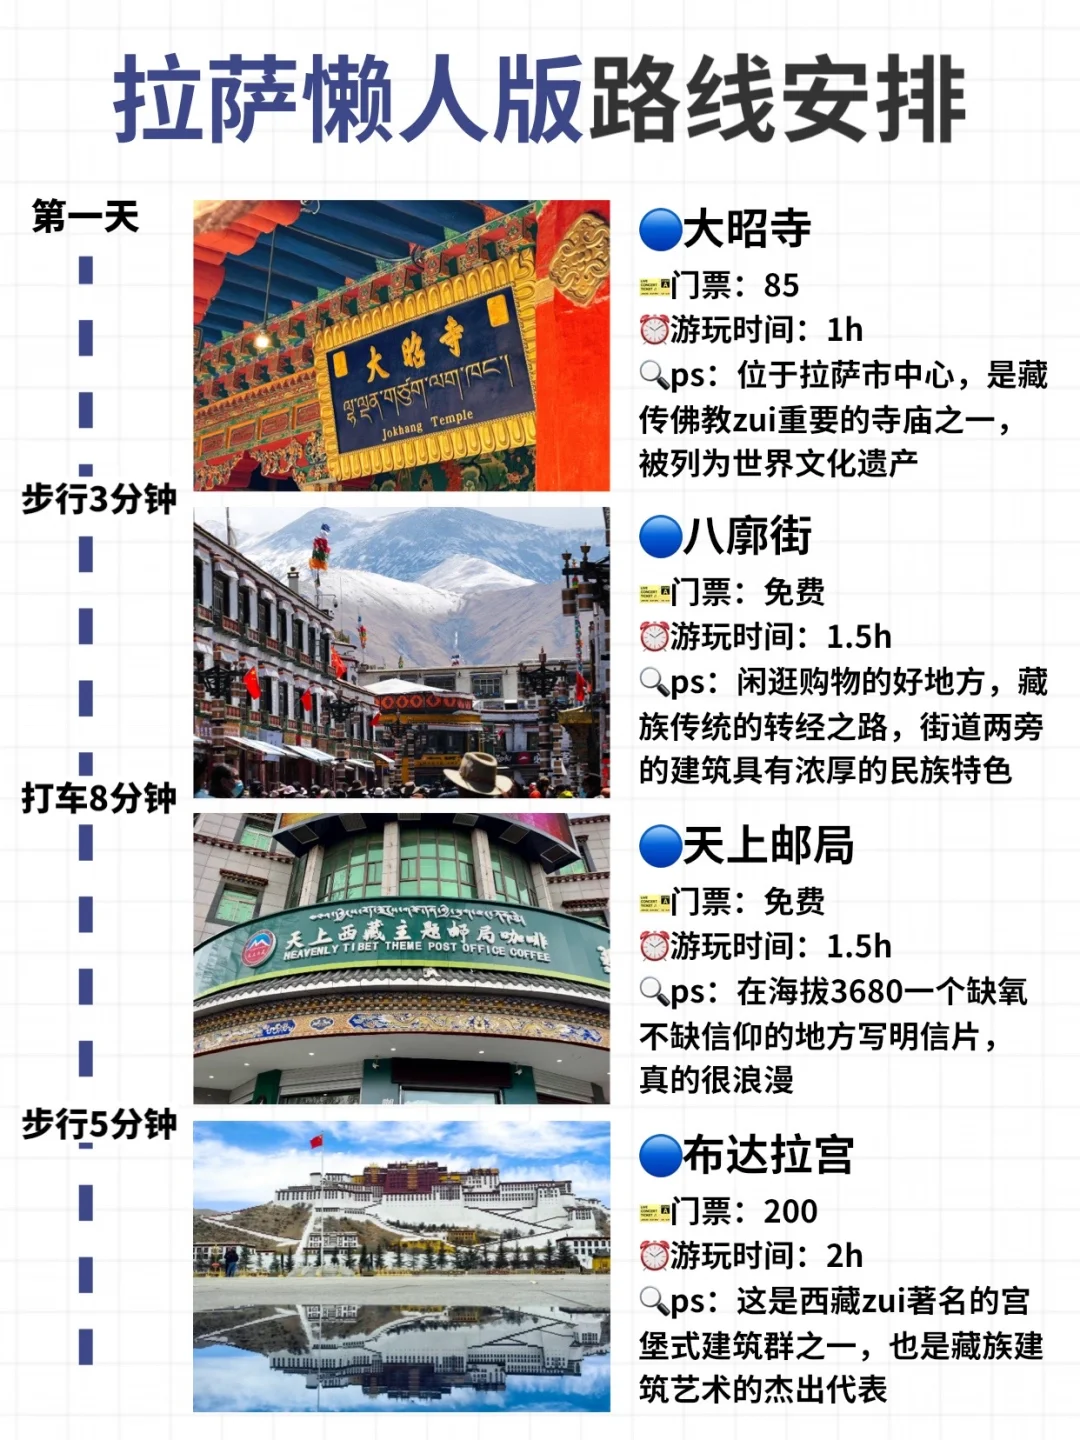 拉萨懒人版路线安排
第一天
大昭寺
Jokhang Temple
大昭寺
门票：85
游玩时间：1h
ps：位于拉萨市中心，是藏
传佛教zui重要的寺庙之一，
被列为世界文化遗产
步行3分钟
八廓街
门票：免费
游玩时间：1.5h
ps：闲逛购物的好地方，藏
族传统的转经之路，街道两旁
的建筑具有浓厚的民族特色
打车8分钟
天上西藏主题邮局咖啡
HEAVENLY TIBET THEME POST OFFICE COFFEE
天上邮局
门票：免费
游玩时间：1.5h
ps：在海拔3680一个缺氧
不缺信仰的地方写明信片，
真的很浪漫
步行5分钟
布达拉宫
门票：200
游玩时间：2h
ps：这是西藏zui著名的宫
堡式建筑群之一，也是藏族建
筑艺术的杰出代表